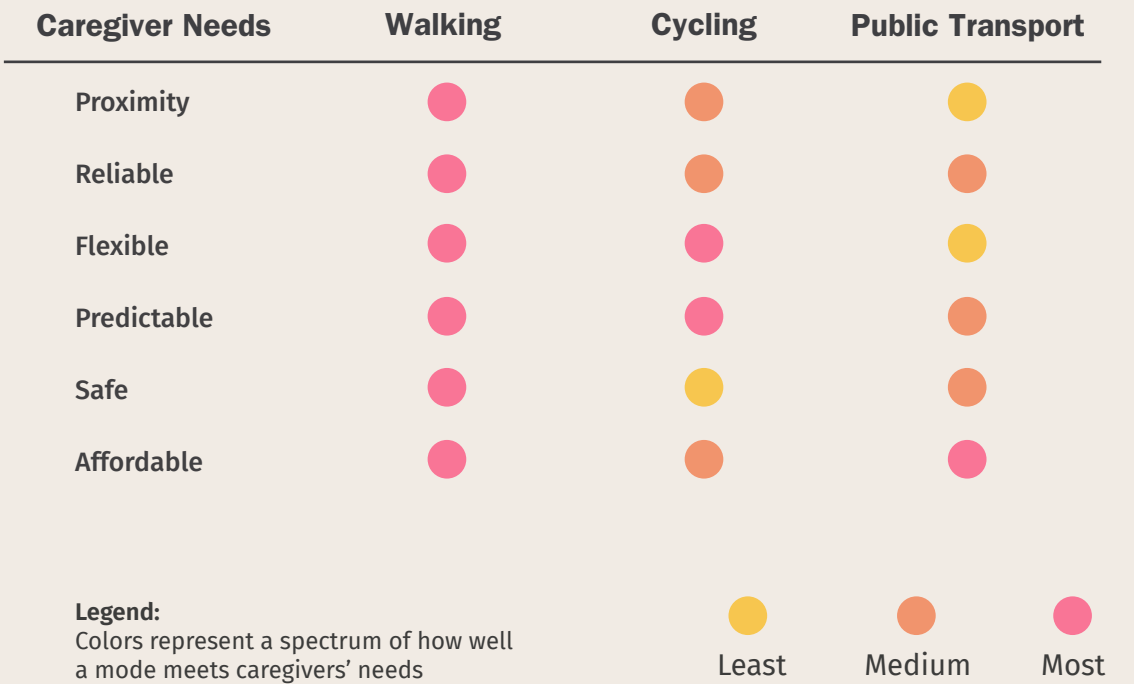 Caregiver Needs Walking Cycling Public Transport
Proximity
Reliable
Flexible
Predictable
Safe
Affordable
Legend:
Colors represent a spectrum of how well
a mode meets caregivers’ needs
Least Medium Most